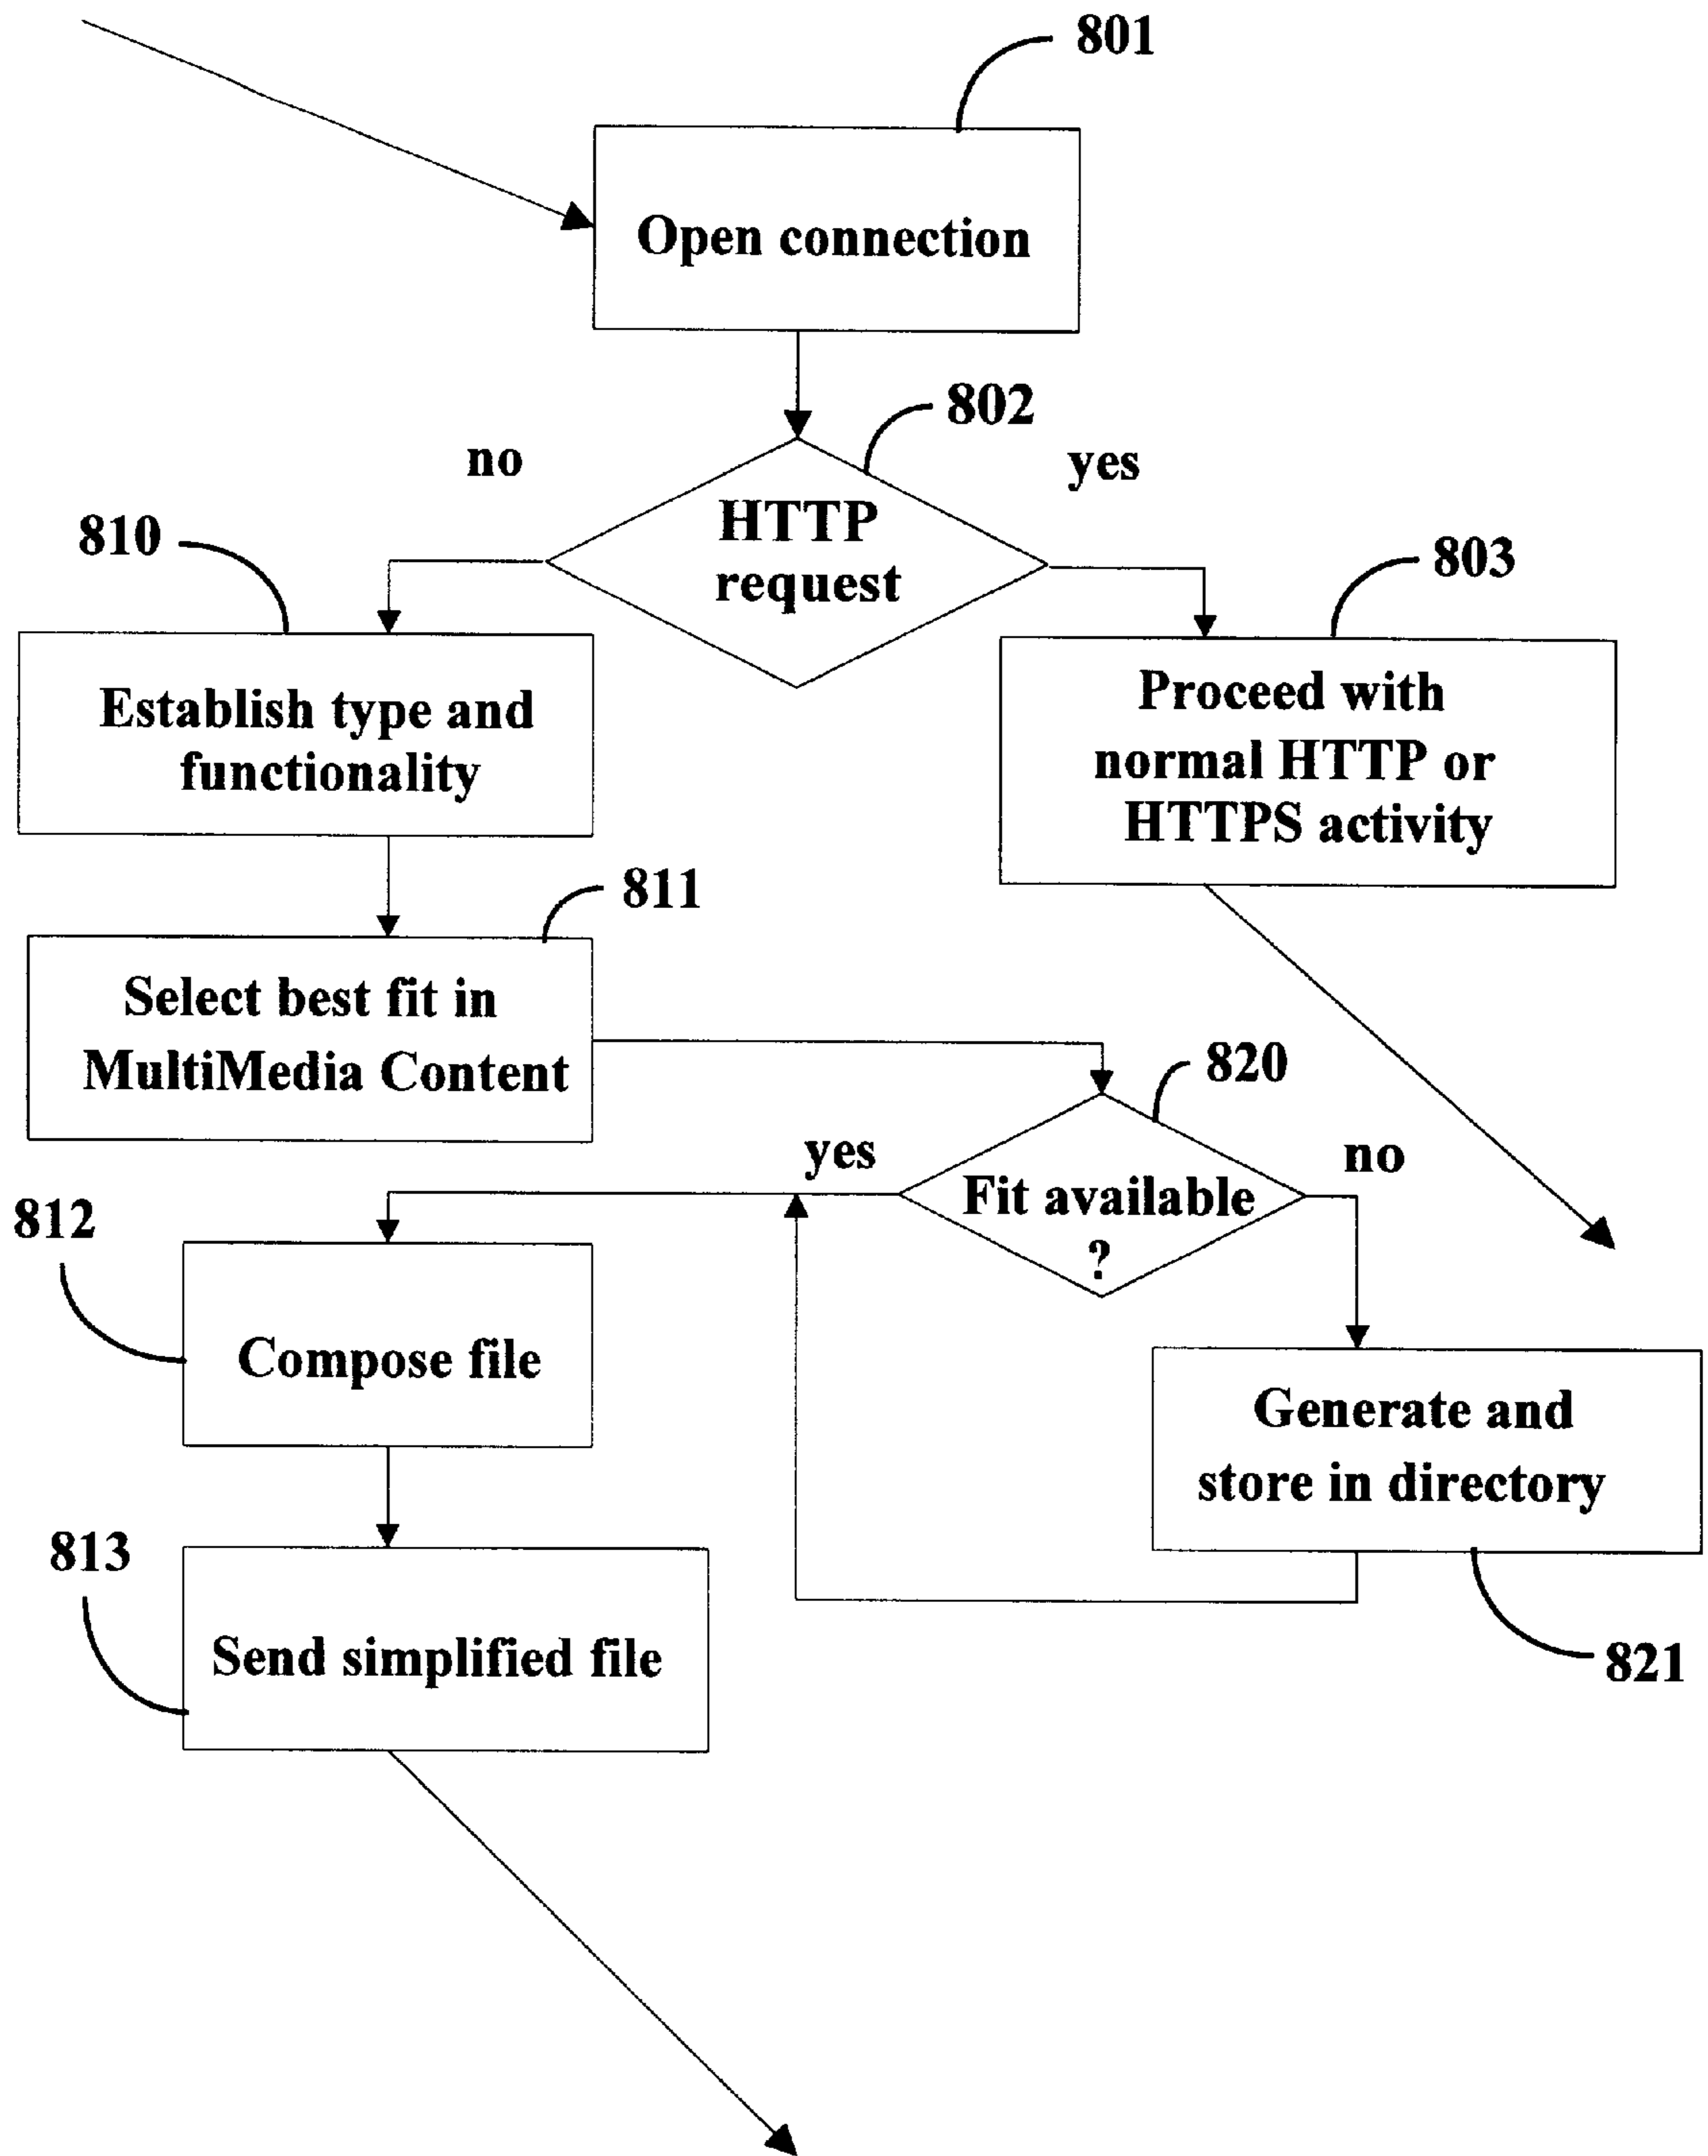 801
Open connection
802
no
yes
HTTP
request
810
803
Establish type and
functionality
Proceed with
normal HTTP or
HTTPS activity
811
Select best fit in
MultiMedia Content
820
yes
no
Fit available
?
812
Compose file
Generate and
store in directory
813
Send simplified file
821